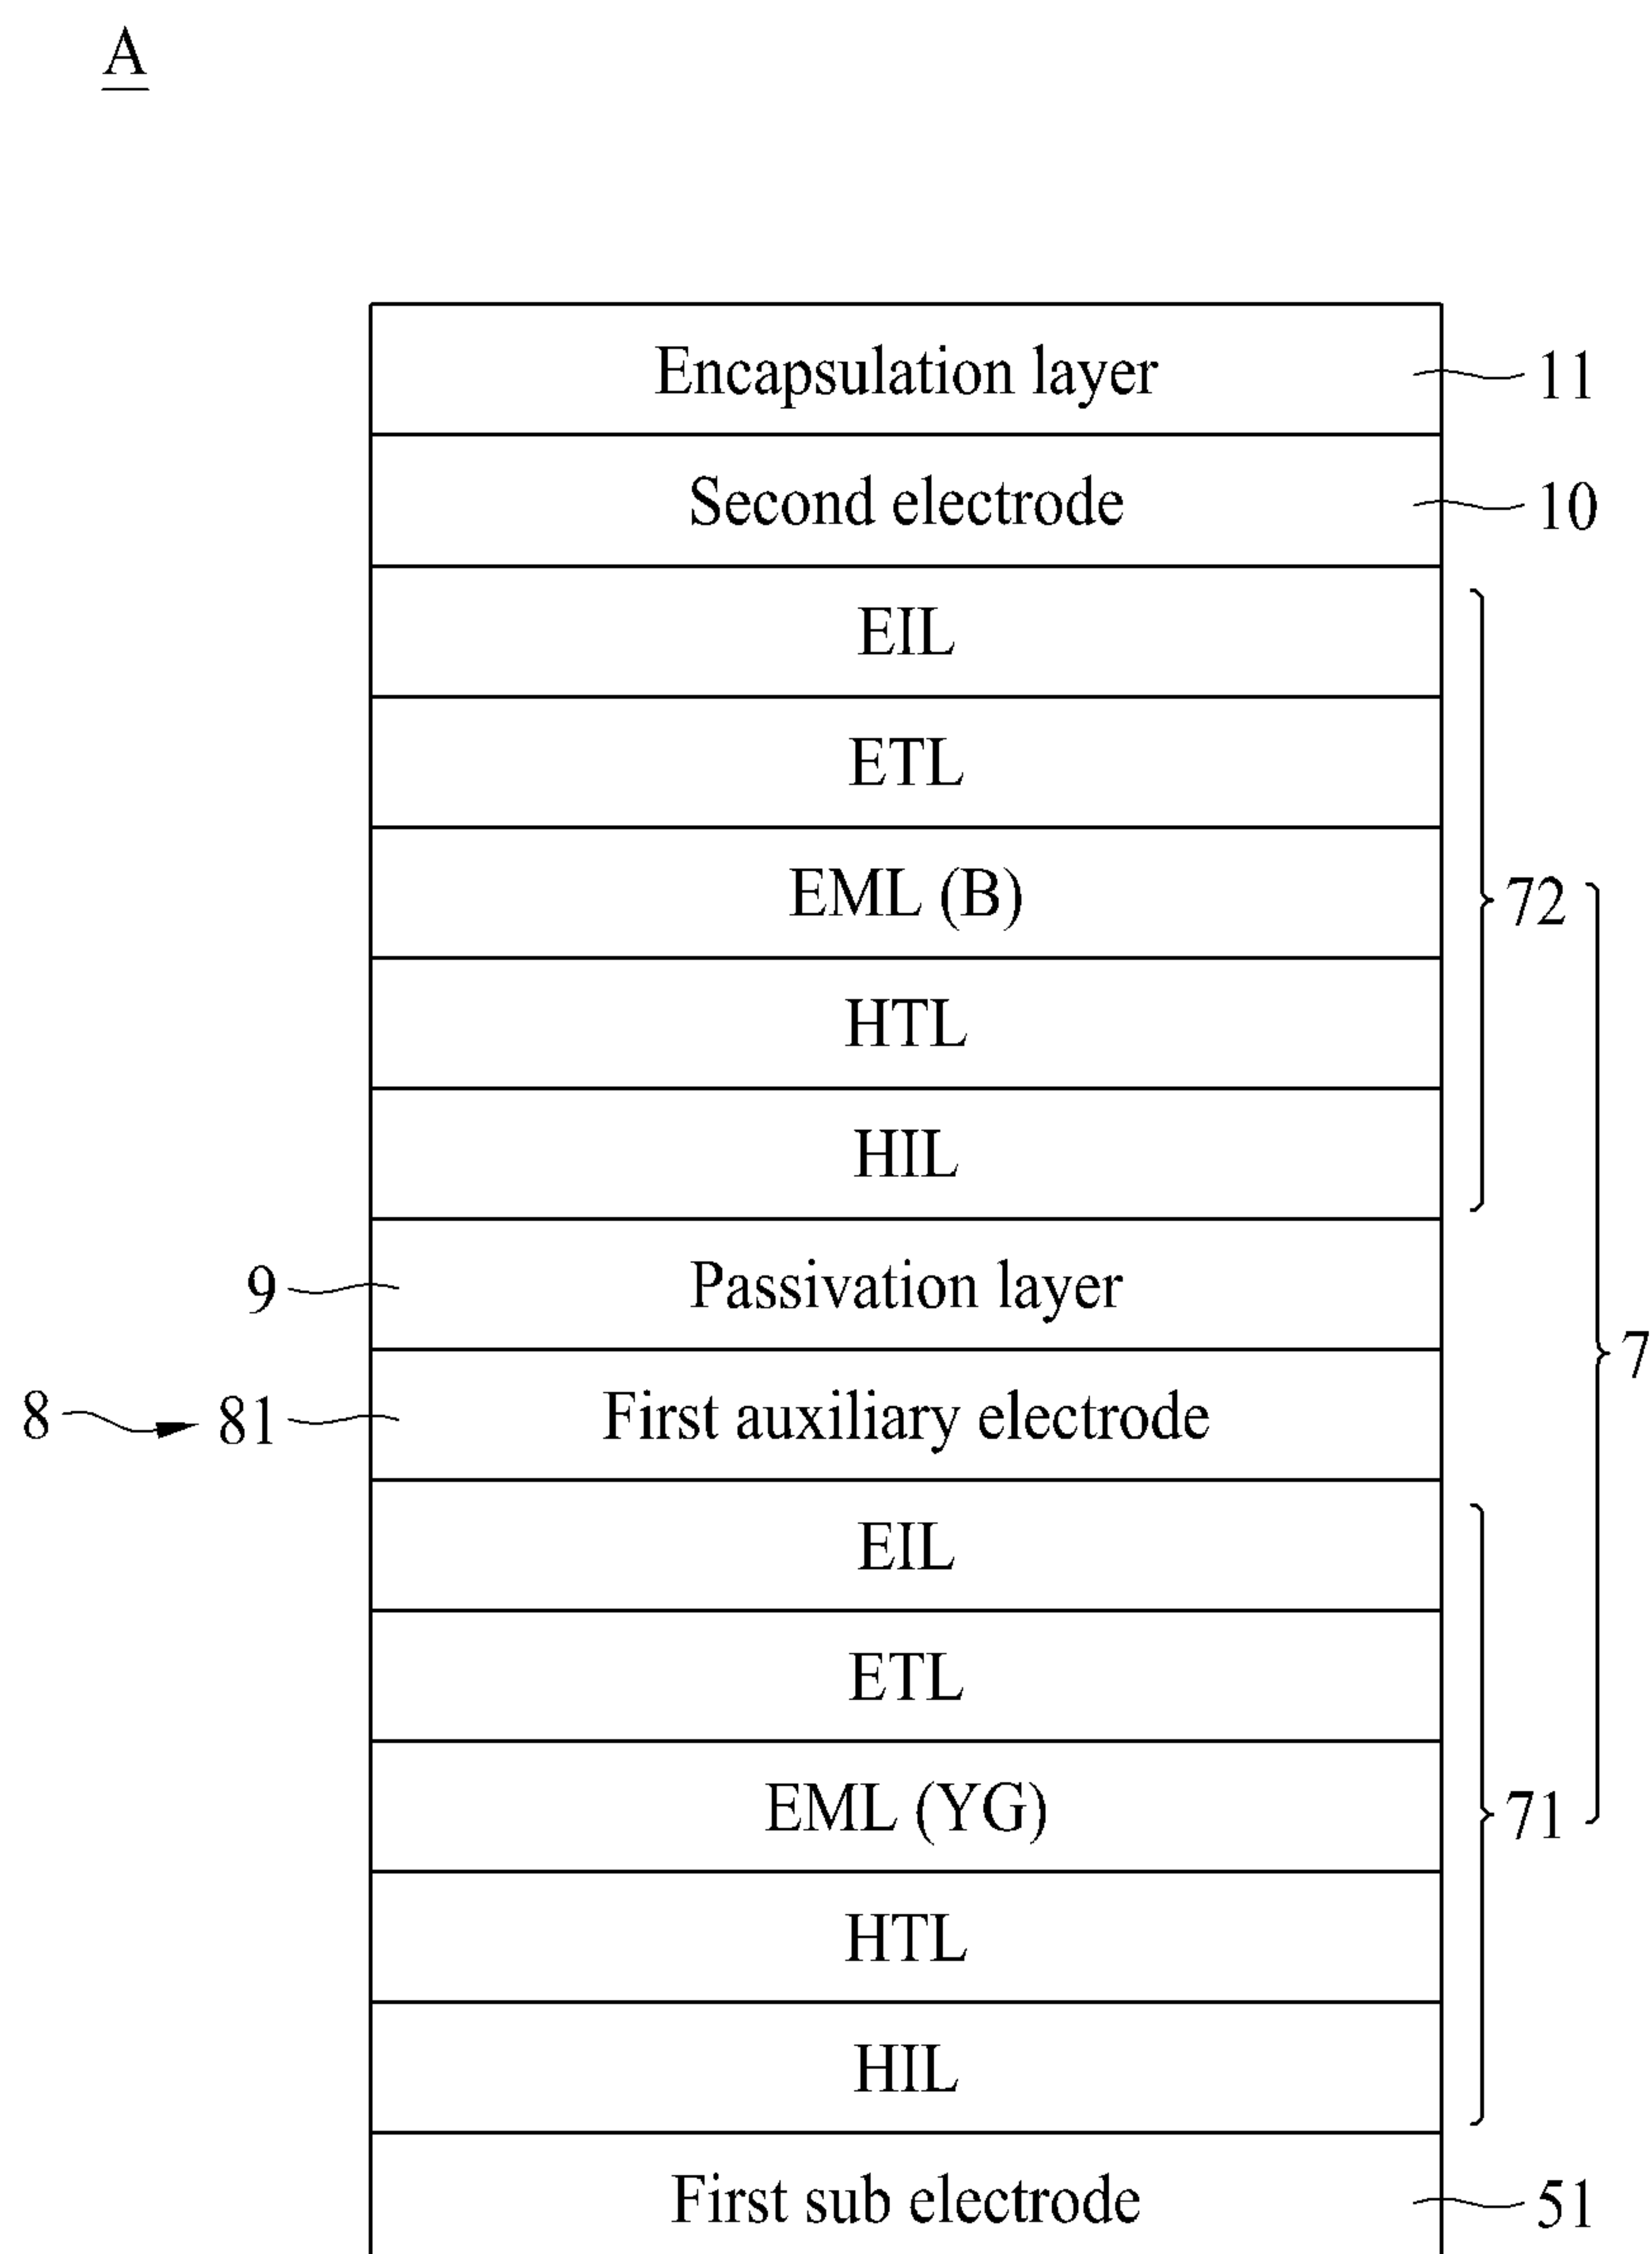 A
Encapsulation layer 11
Second electrode 10
EIL
ETL
EML (B) 72
HTL
HIL
9 Passivation layer
7
8 81 First auxiliary electrode
EIL
ETL
EML (YG) 71
HTL
HIL
First sub electrode 51